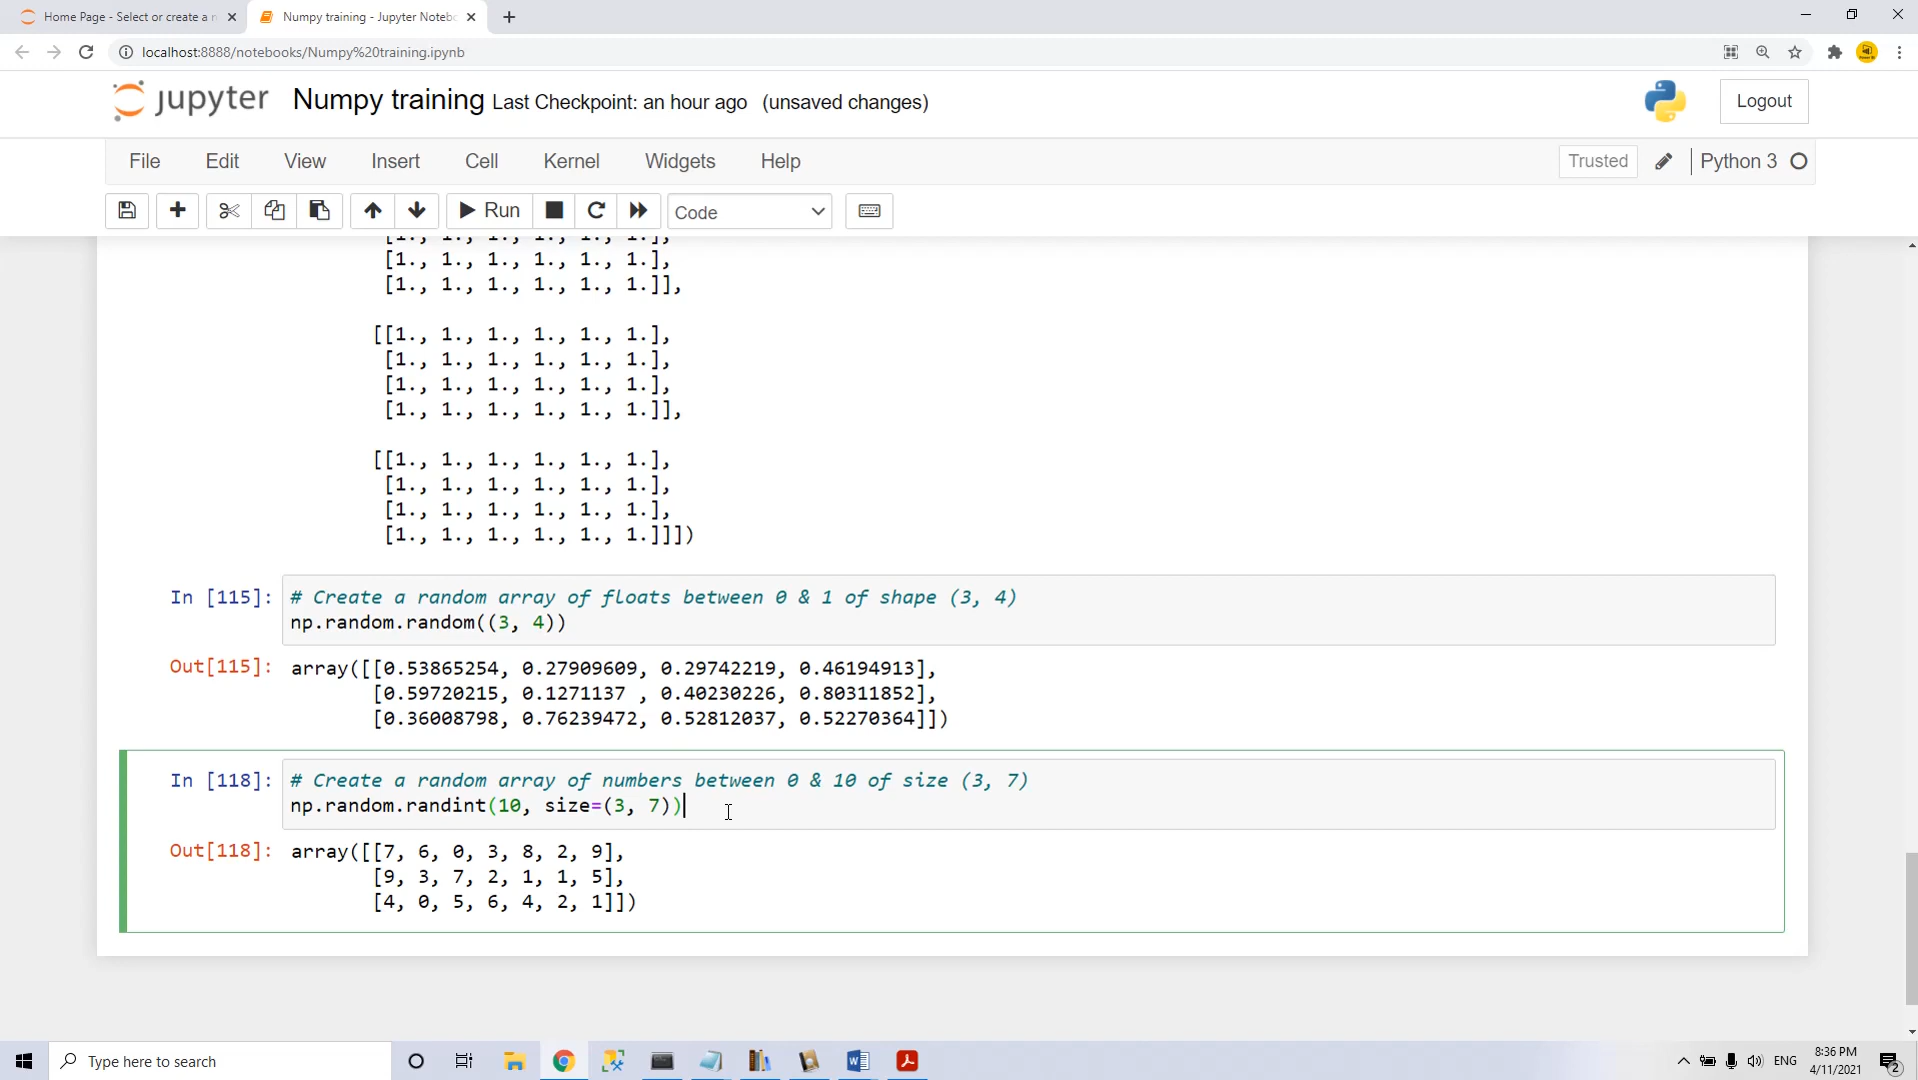 Home Page - Select or create a n
Numpy training - Jupyter Notebo
localhost:8888/notebooks/Numpy%20training.ipynb
jupyter Numpy training Last Checkpoint: an hour ago (unsaved changes) Logout
File Edit View Insert Cell Kernel Widgets Help Trusted Python 3
Run Code
[1., 1., 1., 1., 1., 1.],
[1., 1., 1., 1., 1., 1.],
[1., 1., 1., 1., 1., 1.]],
[[1., 1., 1., 1., 1., 1.],
[1., 1., 1., 1., 1., 1.],
[1., 1., 1., 1., 1., 1.],
[1., 1., 1., 1., 1., 1.]],
[[1., 1., 1., 1., 1., 1.],
[1., 1., 1., 1., 1., 1.],
[1., 1., 1., 1., 1., 1.],
[1., 1., 1., 1., 1., 1.]]])
In [115]: # Create a random array of floats between 0 & 1 of shape (3, 4)
np.random.random((3, 4))
Out[115]: array([[0.53865254, 0.27909609, 0.29742219, 0.46194913],
[0.59720215, 0.1271137 , 0.40230226, 0.80311852],
[0.36008798, 0.76239472, 0.52812037, 0.52270364]])
In [118]: # Create a random array of numbers between 0 & 10 of size (3, 7)
np.random.randint(10, size=(3, 7))
Out[118]: array([[7, 6, 0, 3, 8, 2, 9],
[9, 3, 7, 2, 1, 1, 5],
[4, 0, 5, 6, 4, 2, 1]])
Type here to search
ENG
8:36 PM
4/11/2021
2